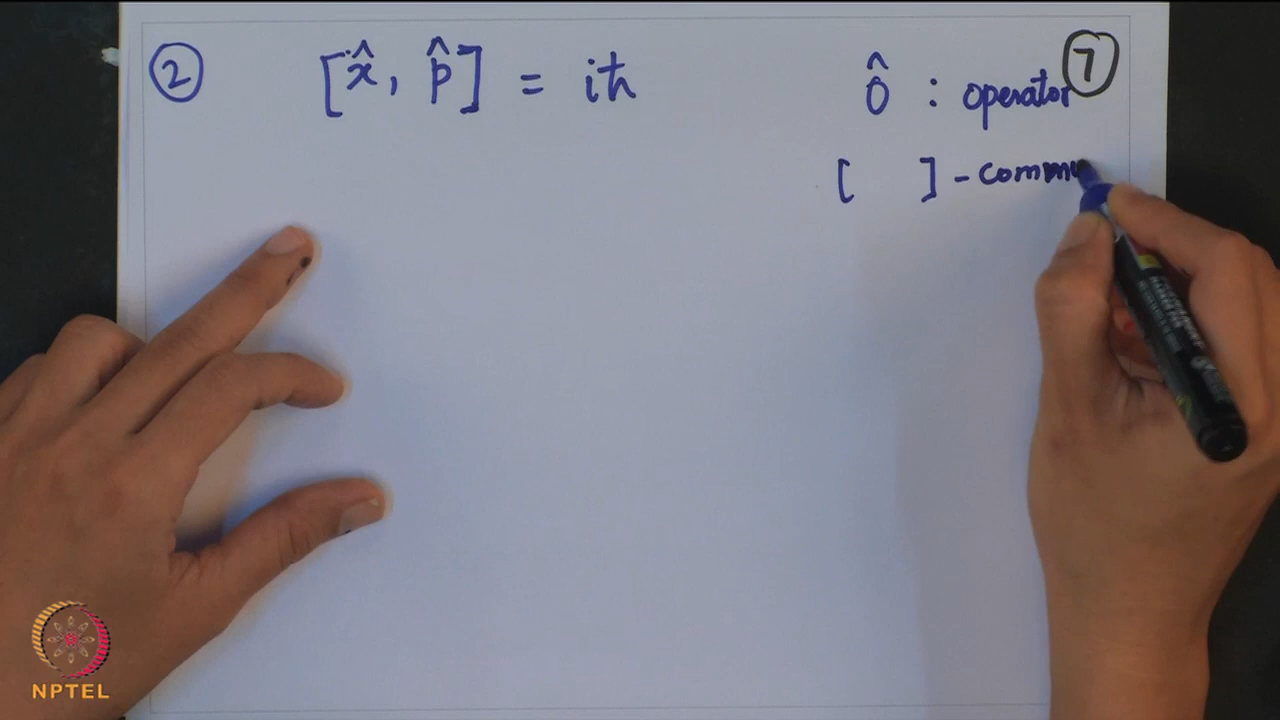 ② [x̂, p̂] = iħ
ô : operator ⑦
[ ] - commu
NPTEL